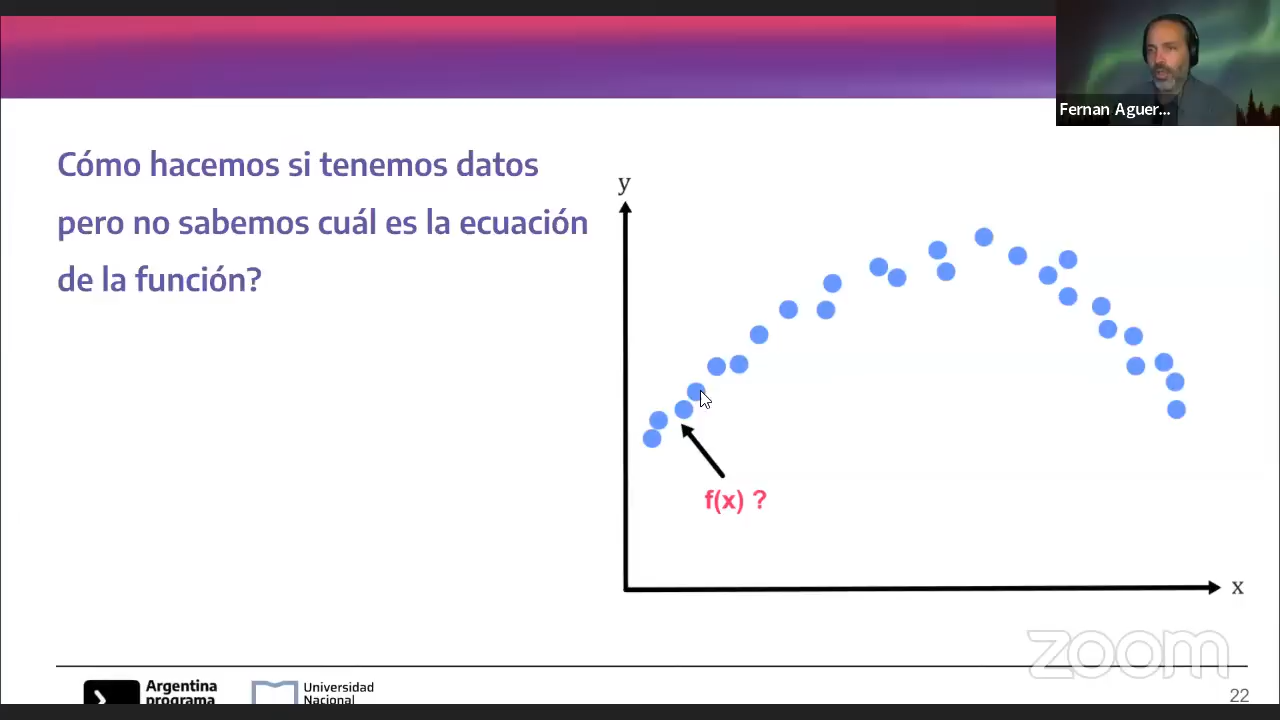 Fernan Aguer...
Cómo hacemos si tenemos datos
pero no sabemos cuál es la ecuación
de la función?
y
f(x) ?
x
zoom
Argentina
programa
Universidad
Nacional
22